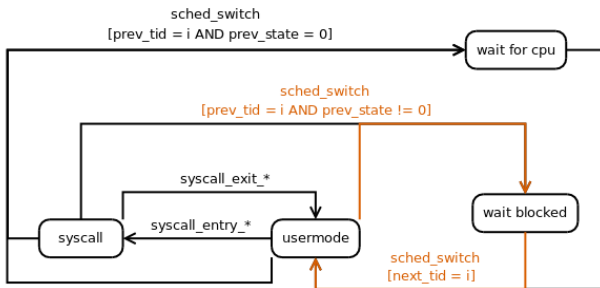 sched_switch
[prev_tid = i AND prev_state = 0]
wait for cpu
sched_switch
[prev_tid = i AND prev_state != 0]
syscall_exit_*
syscall_entry_*
syscall
usermode
wait blocked
sched_switch
[next_tid = i]